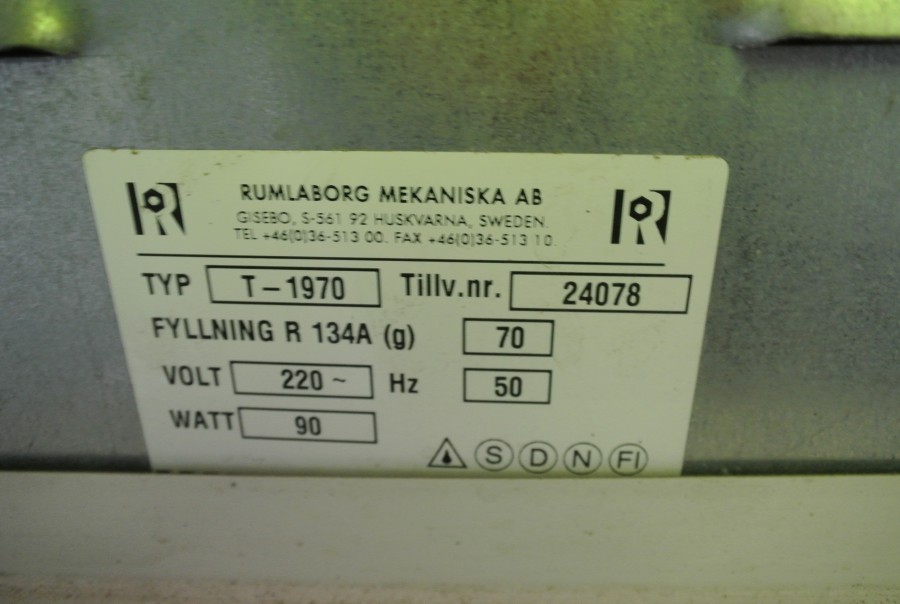 R RUMLABORG MEKANISKA AB R
GISEBO, S-561 92 HUSKVARNA, SWEDEN.
TEL +46(0)36-513 00. FAX +46(0)36-513 10.
TYP T-1970 Tillv.nr. 24078
FYLLNING R 134A (g) 70
VOLT 220 ~ Hz 50
WATT 90
S D N FI